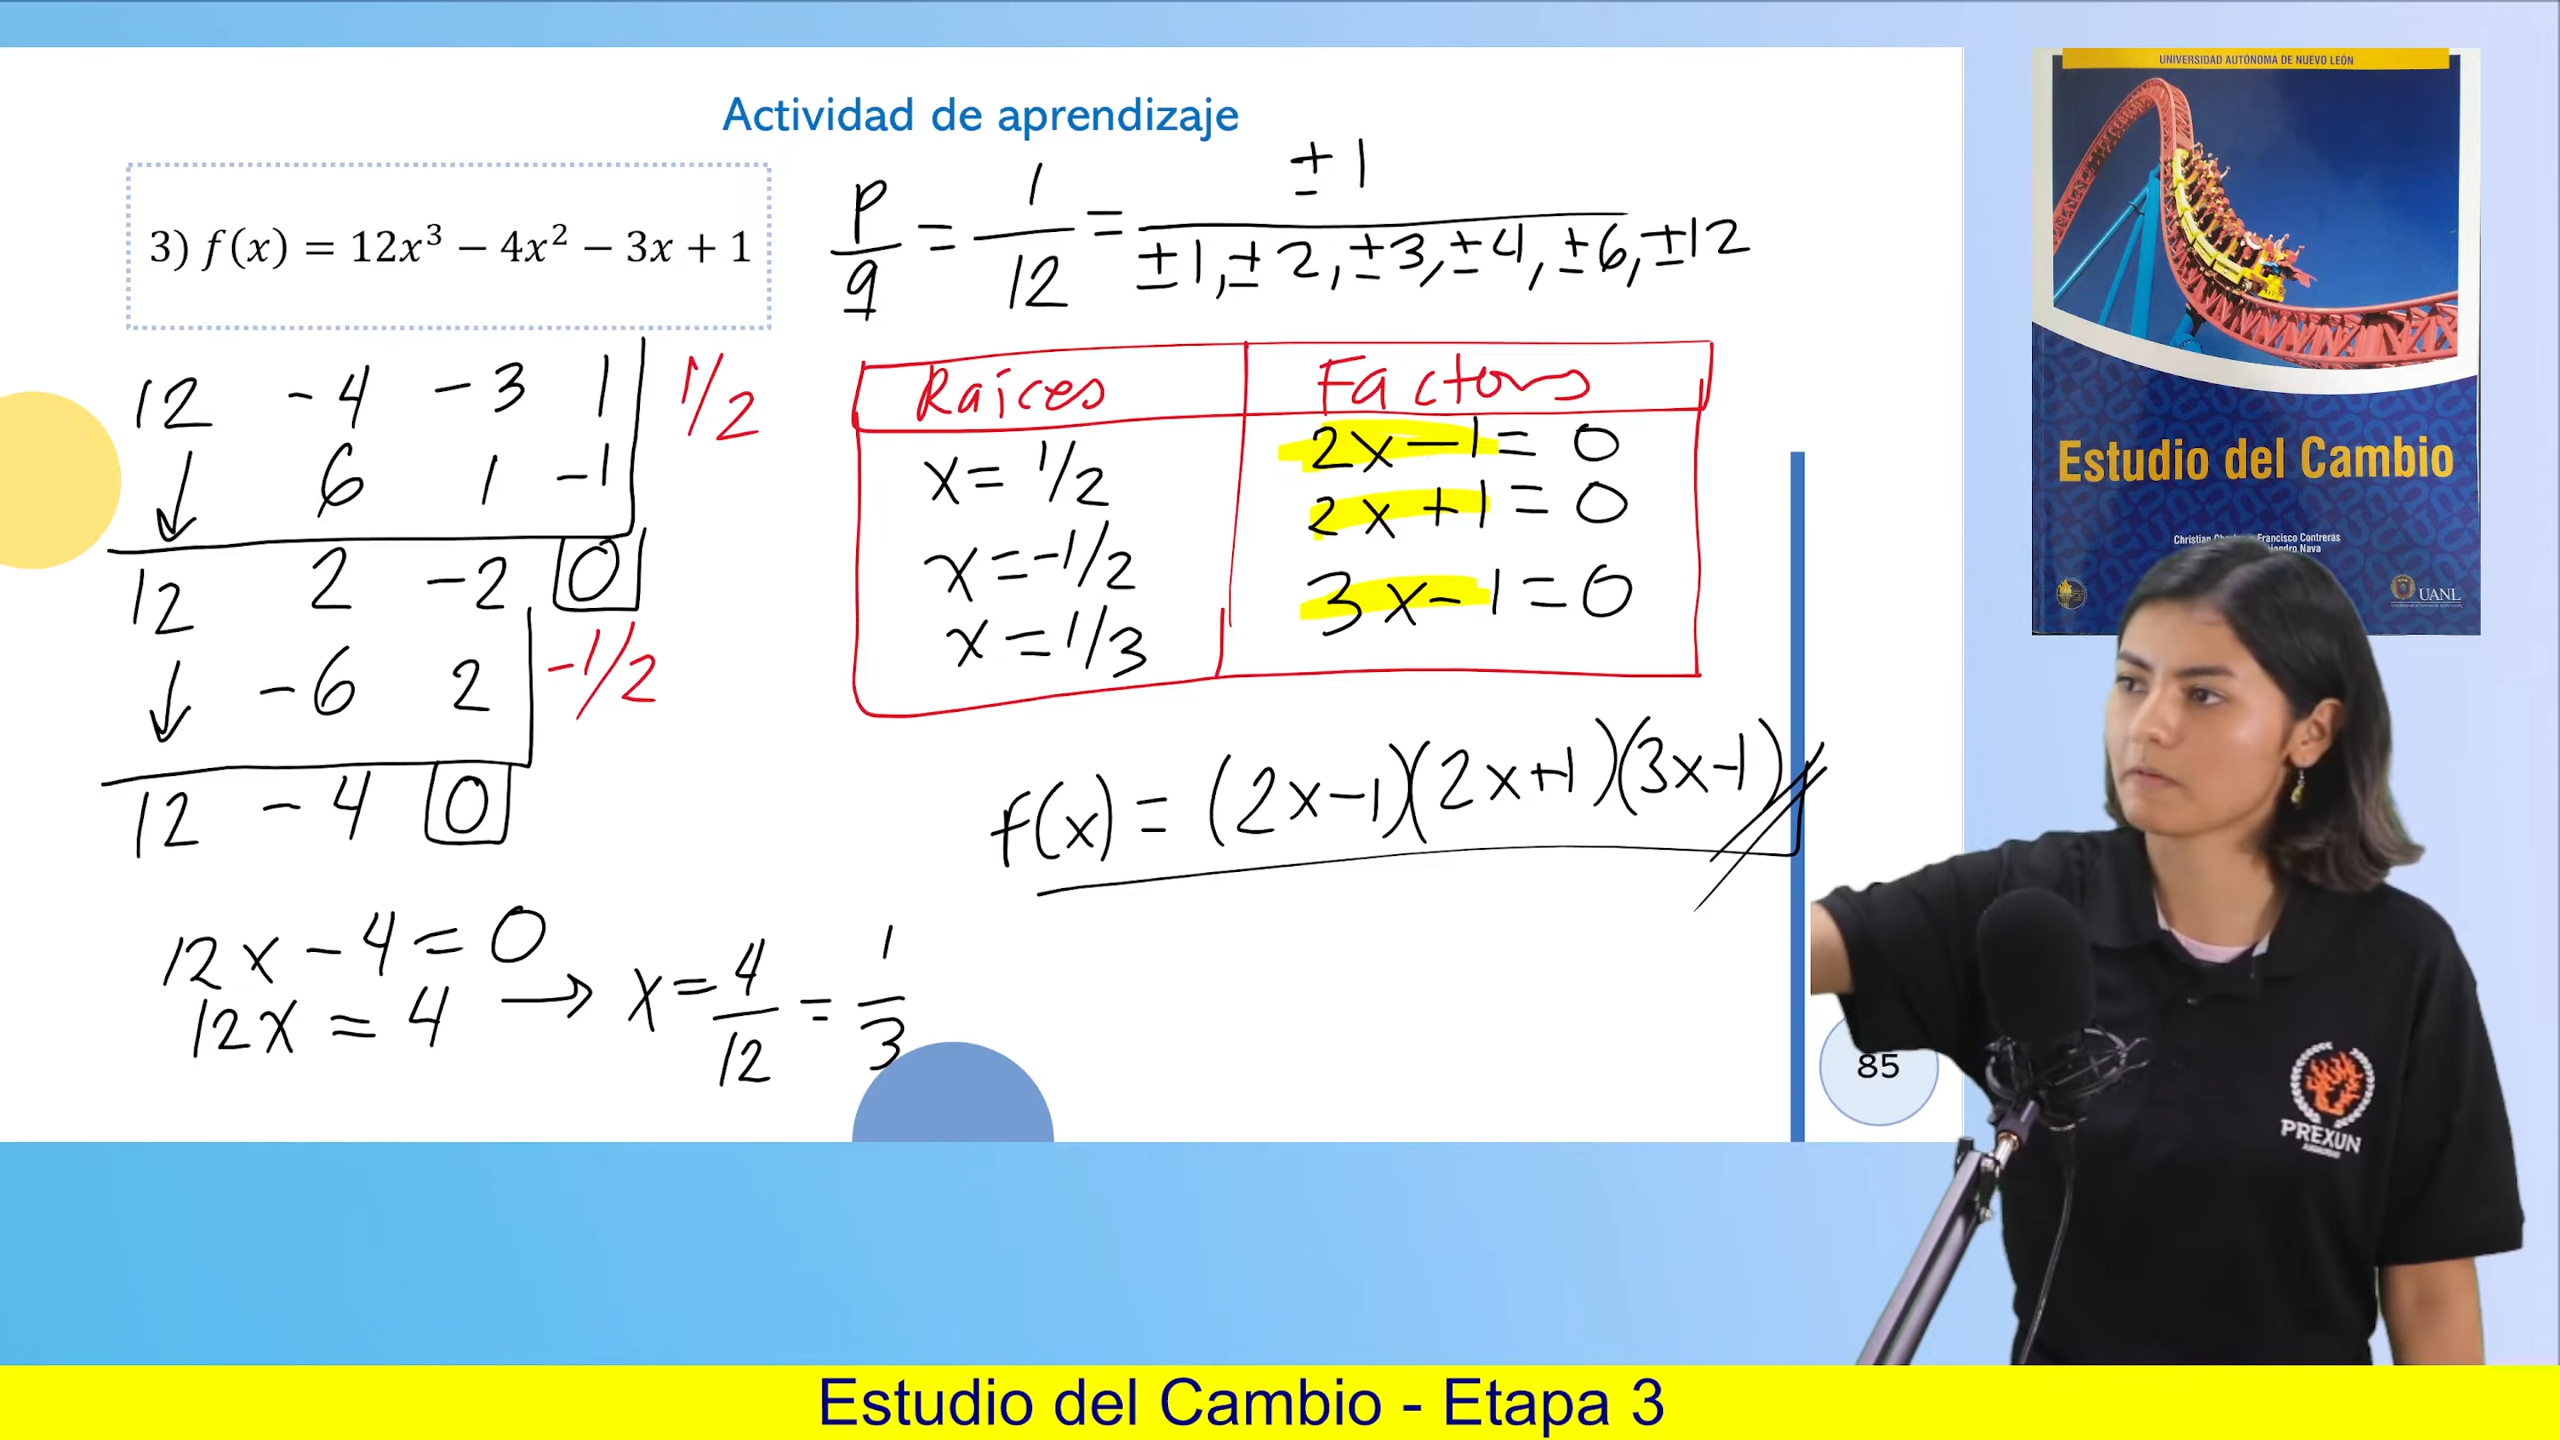 Actividad de aprendizaje
3) f(x) = 12x³ − 4x² − 3x + 1
p/q = 1/12 = ±1/±1, ±2, ±3, ±4, ±6, ±12
12 -4 -3 1 | 1/2
↓ 6 1 -1
12 2 -2 0
↓ -6 2 | -1/2
12 -4 0
12x - 4 = 0
12x = 4 → x = 4/12 = 1/3
Raíces Factors
x = 1/2 2x - 1 = 0
x = -1/2 2x + 1 = 0
x = 1/3 3x - 1 = 0
f(x) = (2x-1)(2x+1)(3x-1)
85
UNIVERSIDAD AUTÓNOMA DE NUEVO LEÓN
Estudio del Cambio
Christian Francisco Contreras
Nava
UANL
PREXUN
Estudio del Cambio - Etapa 3